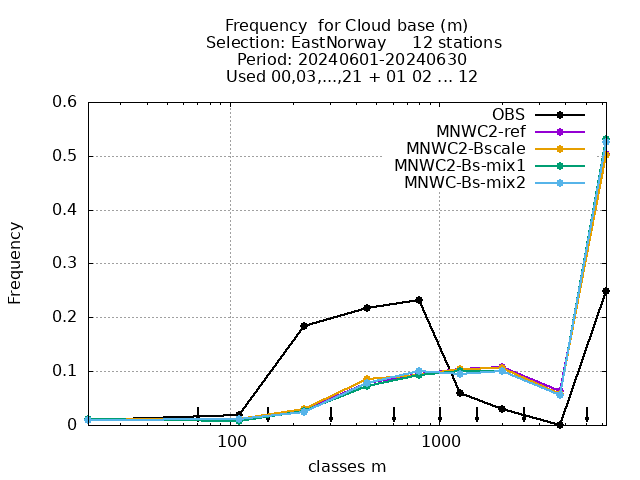 Frequency  for Cloud base (m)
Selection: EastNorway     12 stations
Period: 20240601-20240630
Used 00,03,...,21 + 01 02 ... 12
OBS
MNWC2-ref
MNWC2-Bscale
MNWC2-Bs-mix1
MNWC-Bs-mix2
0.6
0.5
0.4
0.3
0.2
0.1
0
Frequency
100
1000
classes m